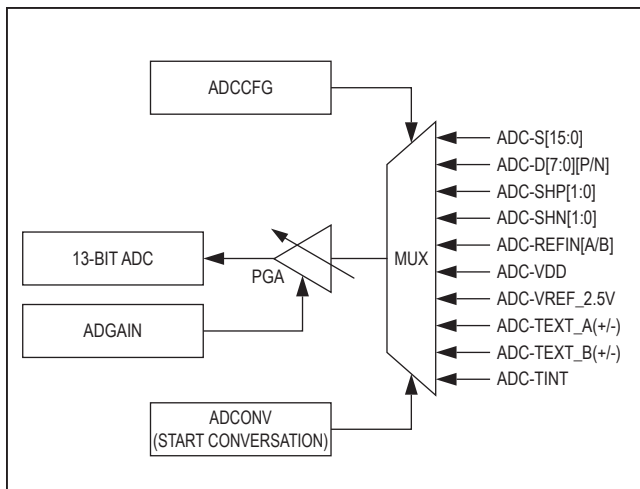 ADCCFG
ADC-S[15:0]
ADC-D[7:0][P/N]
ADC-SHP[1:0]
ADC-SHN[1:0]
ADC-REFIN[A/B]
ADC-VDD
ADC-VREF_2.5V
ADC-TEXT_A(+/-)
ADC-TEXT_B(+/-)
ADC-TINT
MUX
13-BIT ADC
PGA
ADGAIN
ADCONV
(START CONVERSATION)